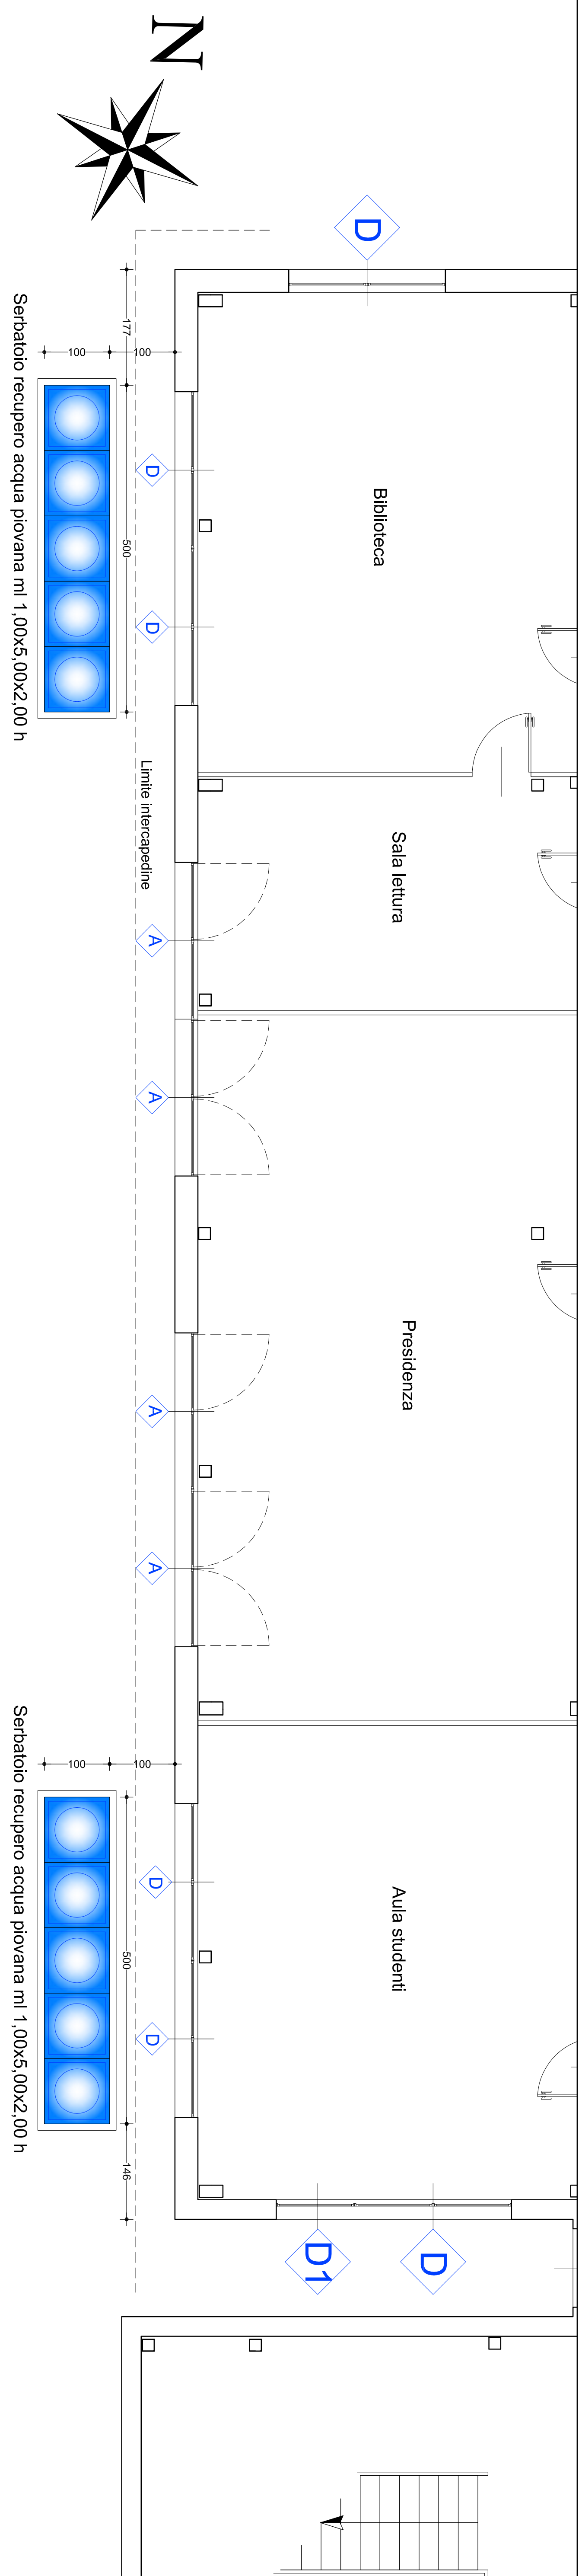 N
D
177
100
100
500
Serbatoio recupero acqua piovana ml 1,00x5,00x2,00 h
D
D
Biblioteca
Limite intercapedine
Sala lettura
A
A
Presidenza
A
A
100
100
500
146
Serbatoio recupero acqua piovana ml 1,00x5,00x2,00 h
Aula studenti
D
D
D1
D